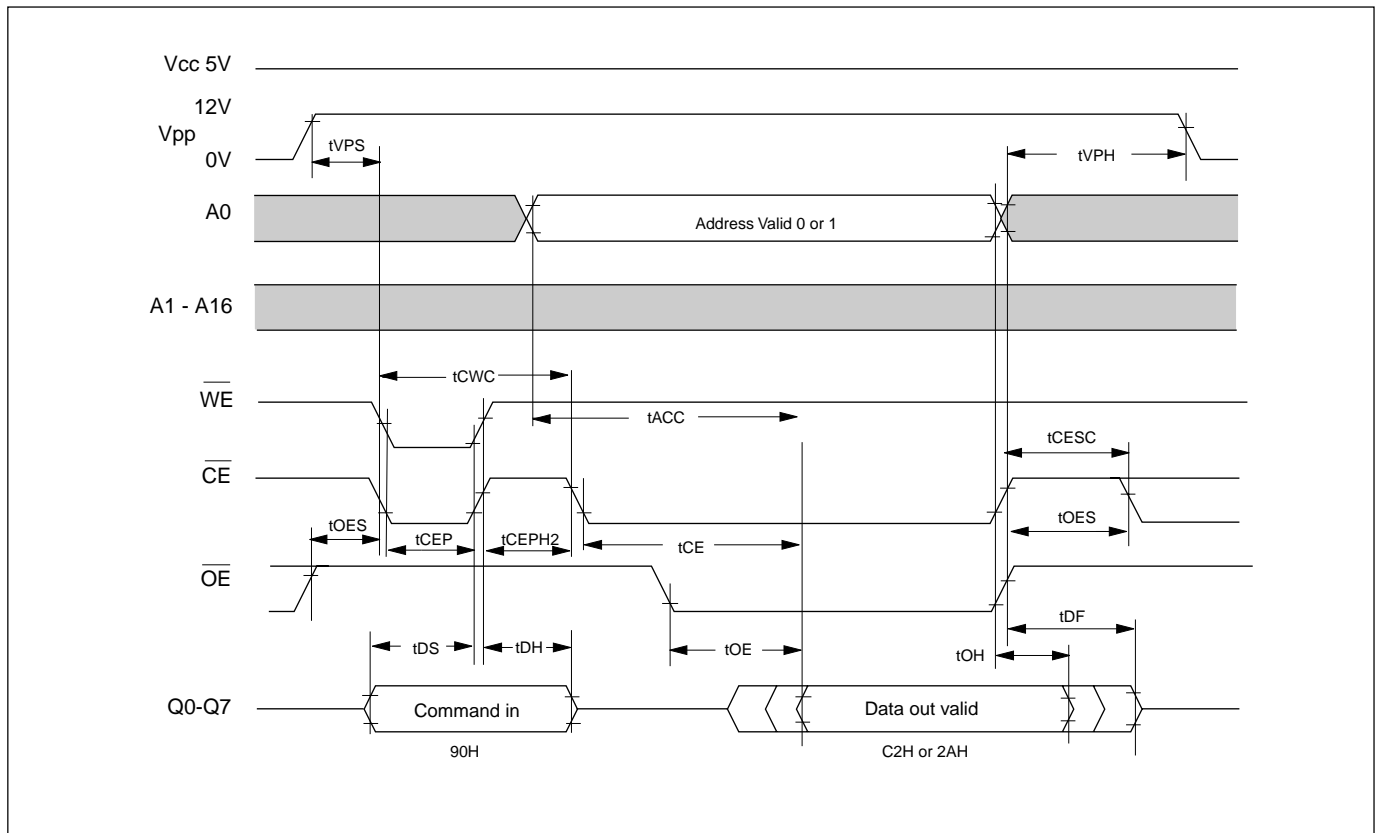 Vcc 5V
12V
Vpp
tVPS
tVPH
0V
A0
Address Valid 0 or 1
A1 - A16
tCWC
WE
tACC
tCESC
CE
tOES
tCEP
tCEPH2
tCE
tOES
OE
tDF
tDS
tDH
tOE
tOH
Q0-Q7
Command in
Data out valid
90H
C2H or 2AH